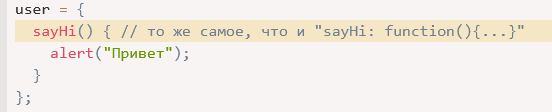 user = {
  sayHi() { // то же самое, что и "sayHi: function(){...}"
    alert("Привет");
  }
};